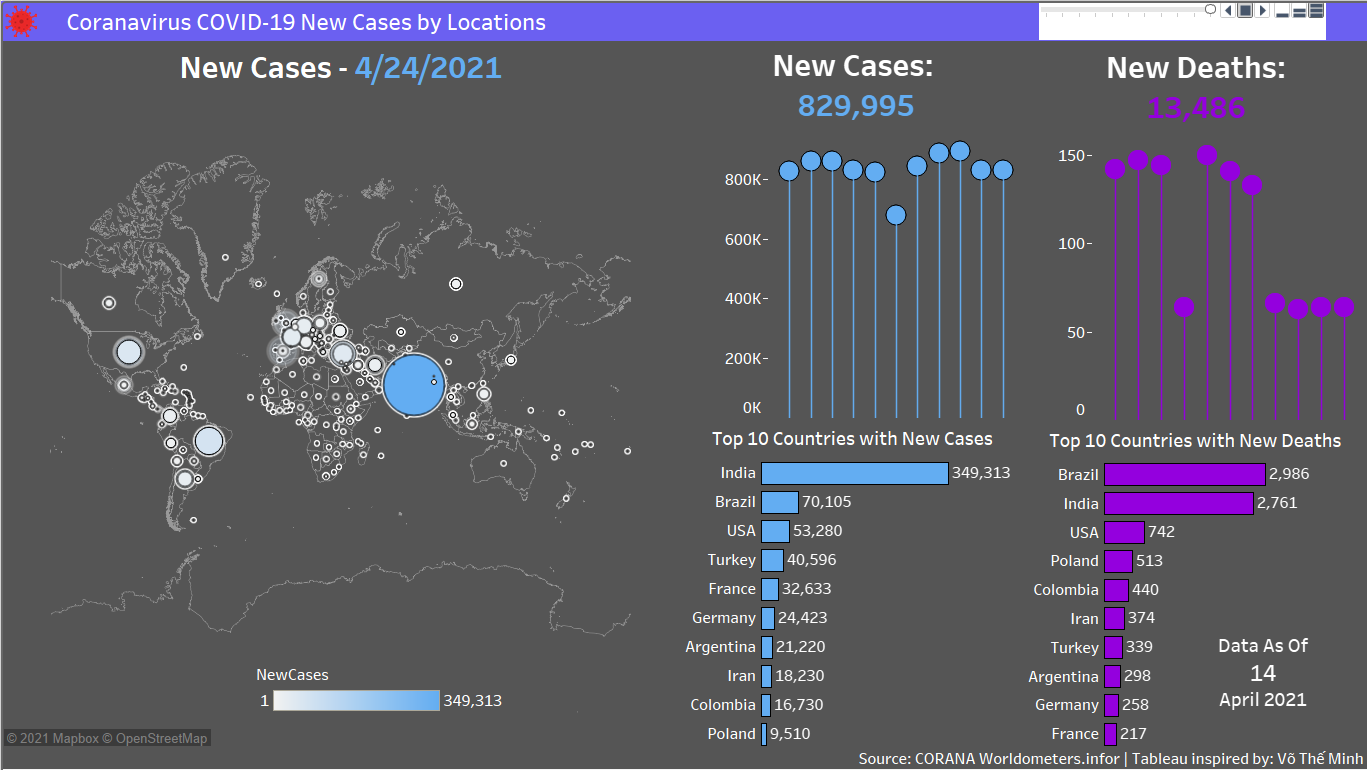 Coranavirus COVID-19 New Cases by Locations
New Cases - 4/24/2021
New Cases:
829,995
New Deaths:
13,486
800K
600K
400K
200K
0K
150
100
50
0
Top 10 Countries with New Cases
India 349,313
Brazil 70,105
USA 53,280
Turkey 40,596
France 32,633
Germany 24,423
Argentina 21,220
Iran 18,230
Colombia 16,730
Poland 9,510
Top 10 Countries with New Deaths
Brazil 2,986
India 2,761
USA 742
Poland 513
Colombia 440
Iran 374
Turkey 339
Argentina 298
Germany 258
France 217
Data As Of
14
April 2021
NewCases
1 349,313
© 2021 Mapbox © OpenStreetMap
Source: CORANA Worldometers.infor | Tableau inspired by: Võ Thế Minh